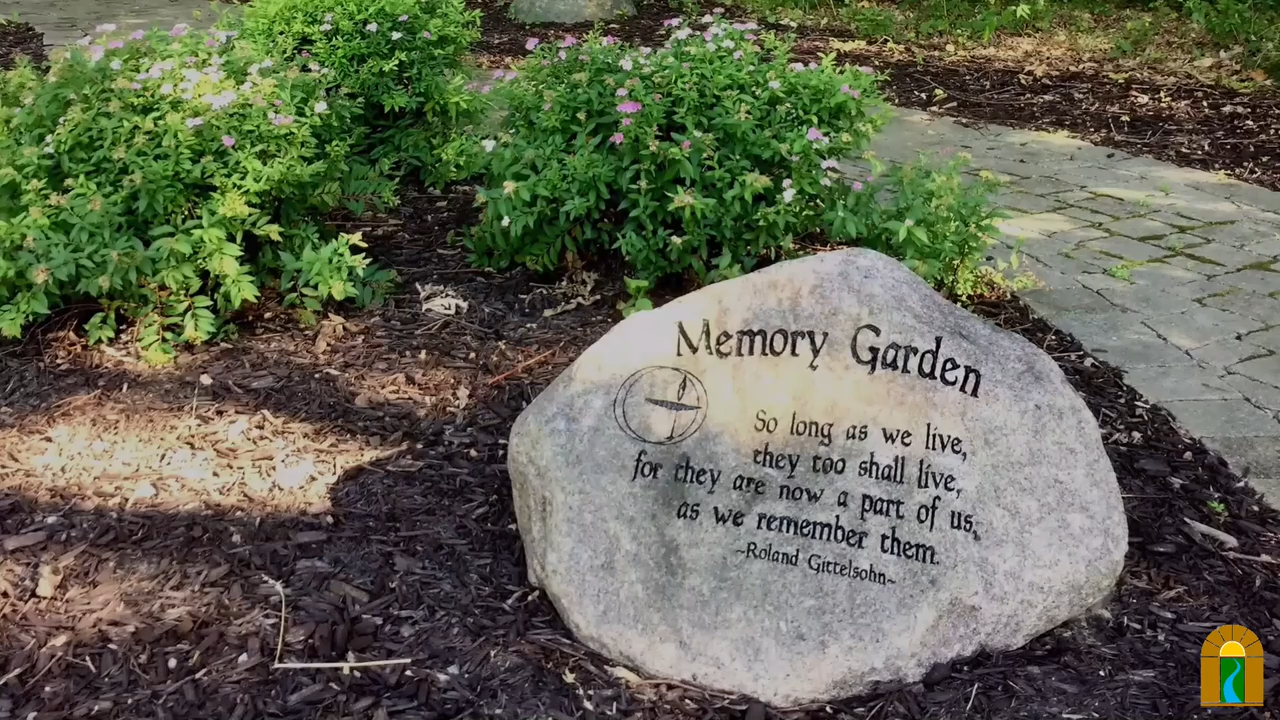 Memory Garden
So long as we live,
they too shall live,
for they are now a part of us,
as we remember them.
~Roland Gittelsohn~